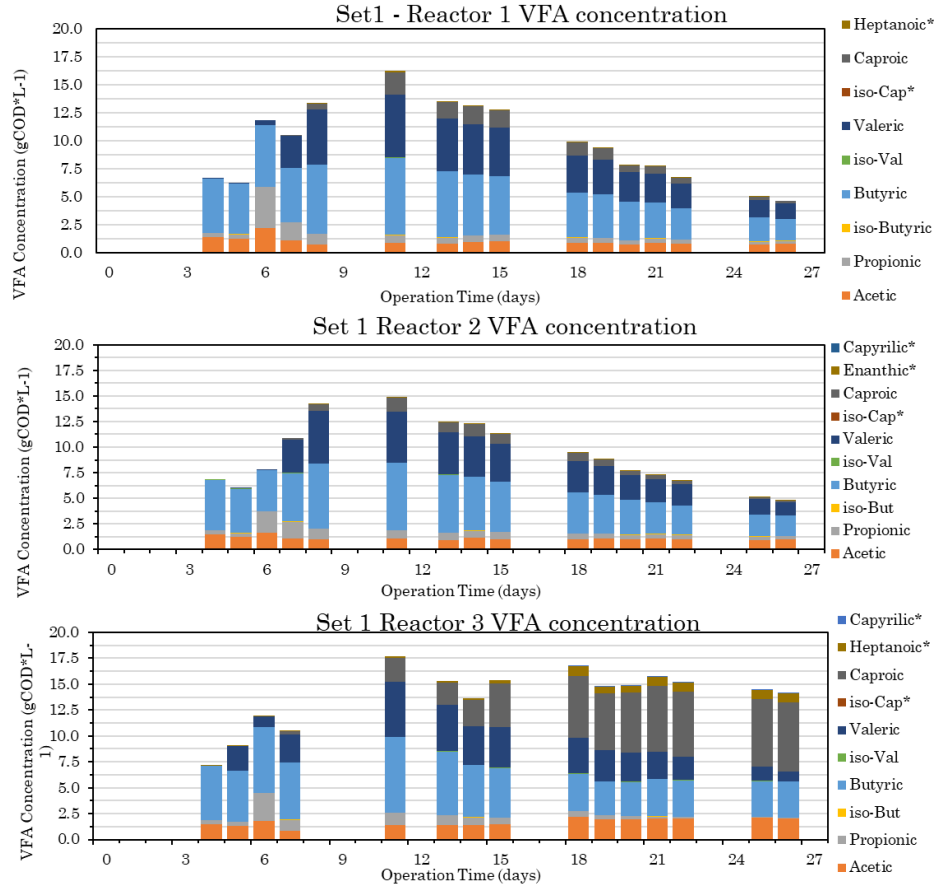 Set1 - Reactor 1 VFA concentration
VFA Concentration (gCOD*L-1)
20.0
17.5
15.0
12.5
10.0
7.5
5.0
2.5
0.0
0 3 6 9 12 15 18 21 24 27
Operation Time (days)
Heptanoic*
Caproic
iso-Cap*
Valeric
iso-Val
Butyric
iso-Butyric
Propionic
Acetic
Set 1 Reactor 2 VFA concentration
VFA Concentration (gCOD*L-1)
20.0
17.5
15.0
12.5
10.0
7.5
5.0
2.5
0.0
0 3 6 9 12 15 18 21 24 27
Operation Time (days)
Capyrilic*
Enanthic*
Caproic
iso-Cap*
Valeric
iso-Val
Butyric
iso-But
Propionic
Acetic
Set 1 Reactor 3 VFA concentration
VFA Concentration (gCOD*L-
1)
20.0
17.5
15.0
12.5
10.0
7.5
5.0
2.5
0.0
0 3 6 9 12 15 18 21 24 27
Operation Time (days)
Capyrilic*
Heptanoic*
Caproic
iso-Cap*
Valeric
iso-Val
Butyric
iso-But
Propionic
Acetic